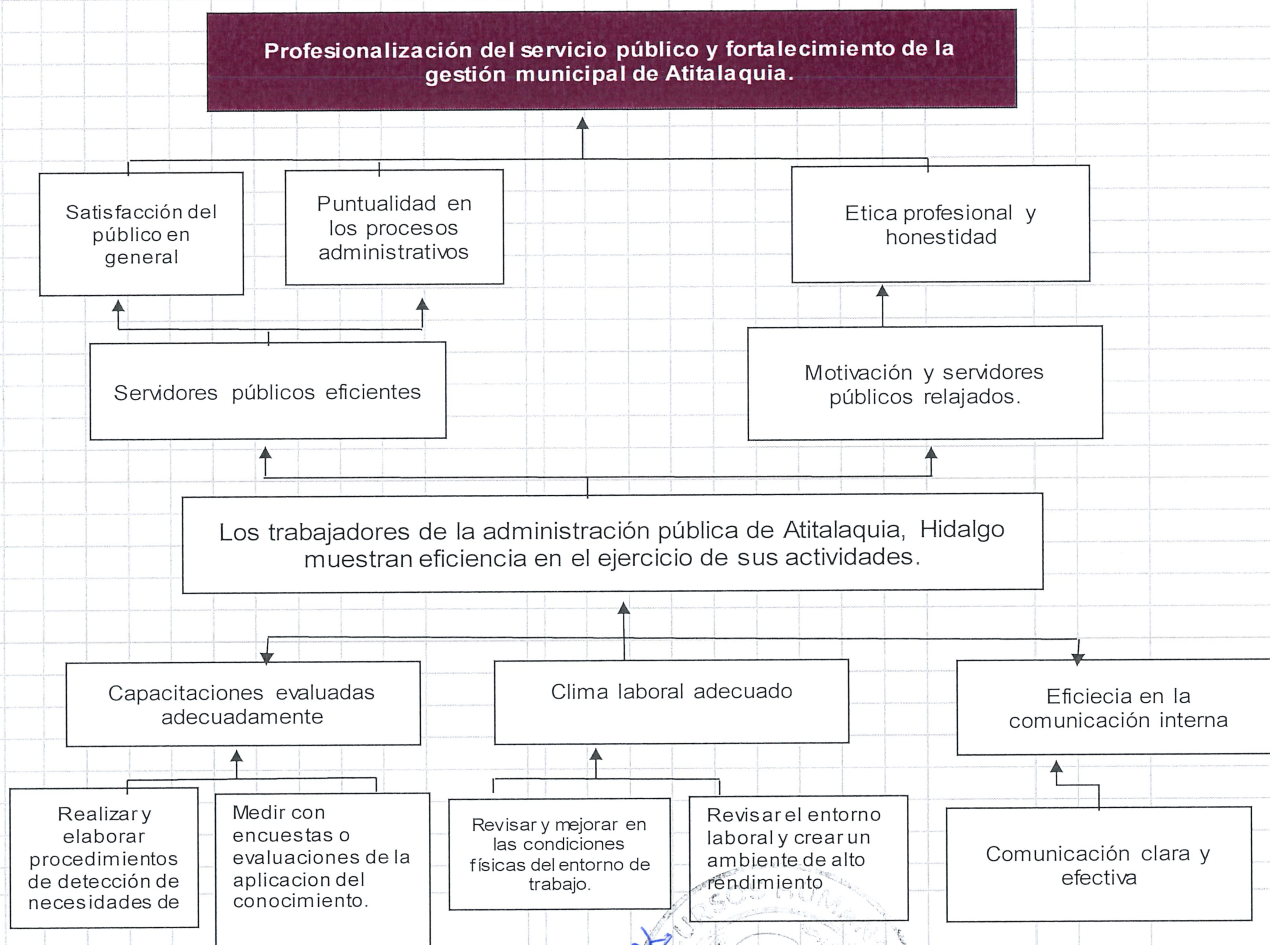 Profesionalización del servicio público y fortalecimiento de la
gestión municipal de Atitalaquia.
Satisfacción del
público en
general
Puntualidad en
los procesos
administrativos
Etica profesional y
honestidad
Servidores públicos eficientes
Motivación y servidores
públicos relajados.
Los trabajadores de la administración pública de Atitalaquia, Hidalgo
muestran eficiencia en el ejercicio de sus actividades.
Capacitaciones evaluadas
adecuadamente
Clima laboral adecuado
Eficiecia en la
comunicación interna
Realizar y
elaborar
procedimientos
de detección de
necesidades de
Medir con
encuestas o
evaluaciones de la
aplicacion del
conocimiento.
Revisar y mejorar en
las condiciones
físicas del entorno de
trabajo.
Revisar el entorno
laboral y crear un
ambiente de alto
rendimiento
Comunicación clara y
efectiva